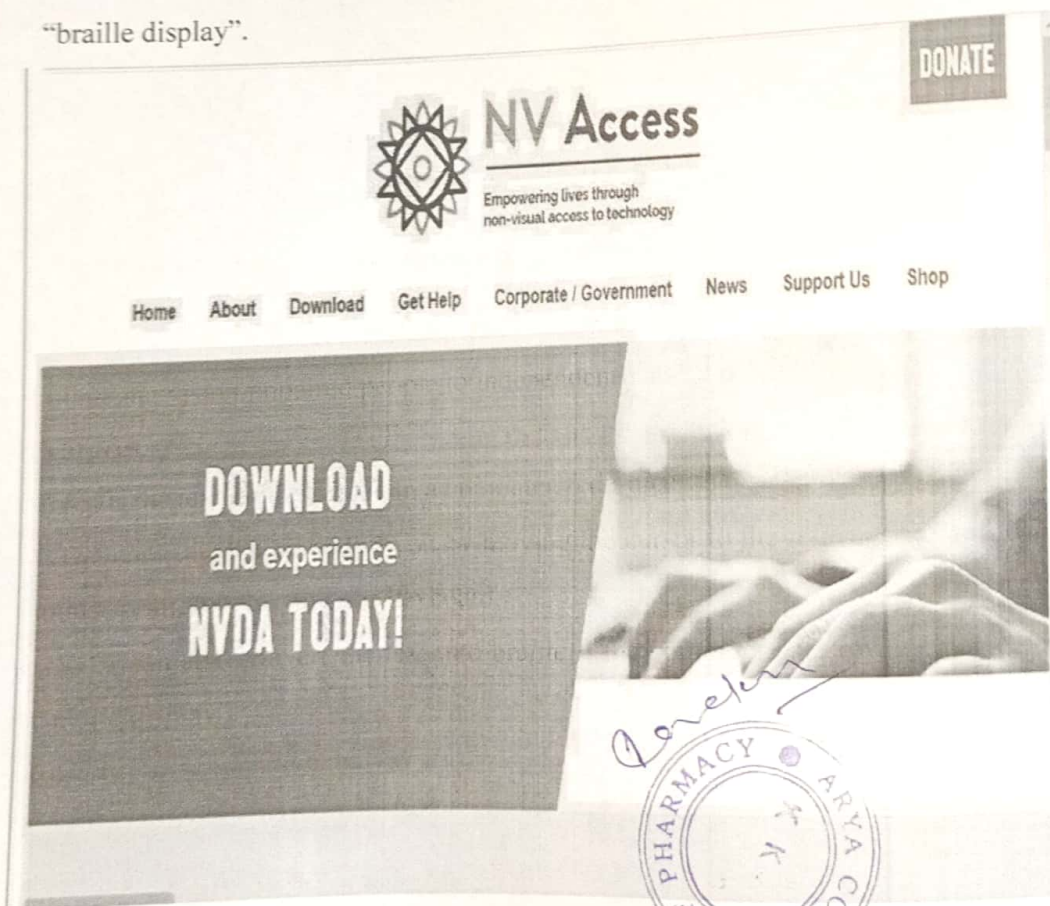 “braille display”.
DONATE
NV Access
Empowering lives through
non-visual access to technology
Home About Download Get Help Corporate / Government News Support Us Shop
DOWNLOAD
and experience
NVDA TODAY!
PHARMACY
ARYA CO